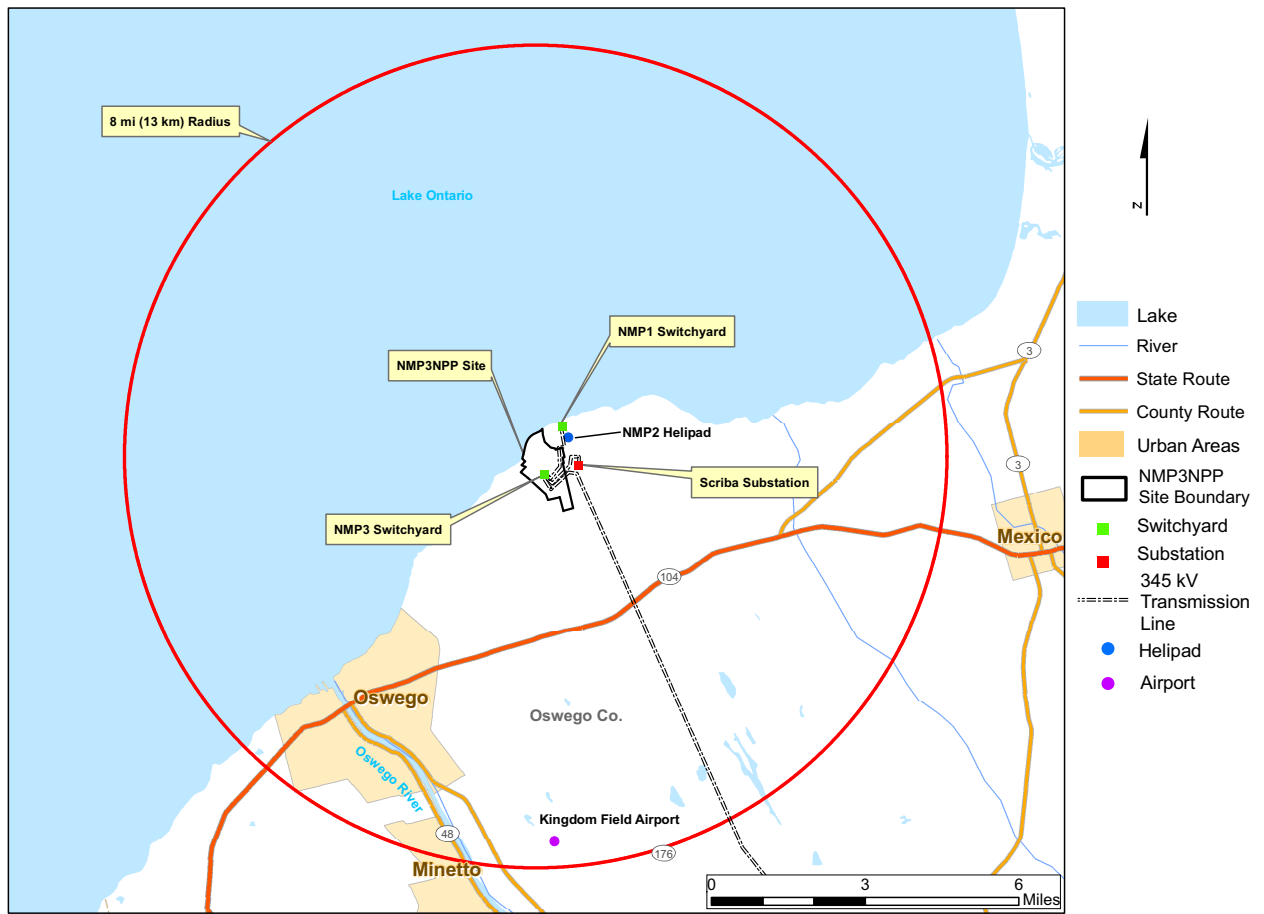 8 mi (13 km) Radius
Lake Ontario
NMP1 Switchyard
NMP3NPP Site
NMP2 Helipad
Scriba Substation
NMP3 Switchyard
3
3
Mexico
104
Oswego
Oswego Co.
Oswego River
Kingdom Field Airport
48
176
Minetto
0 3 6
Miles
N
Lake
River
State Route
County Route
Urban Areas
NMP3NPP
Site Boundary
Switchyard
Substation
345 kV
Transmission
Line
Helipad
Airport